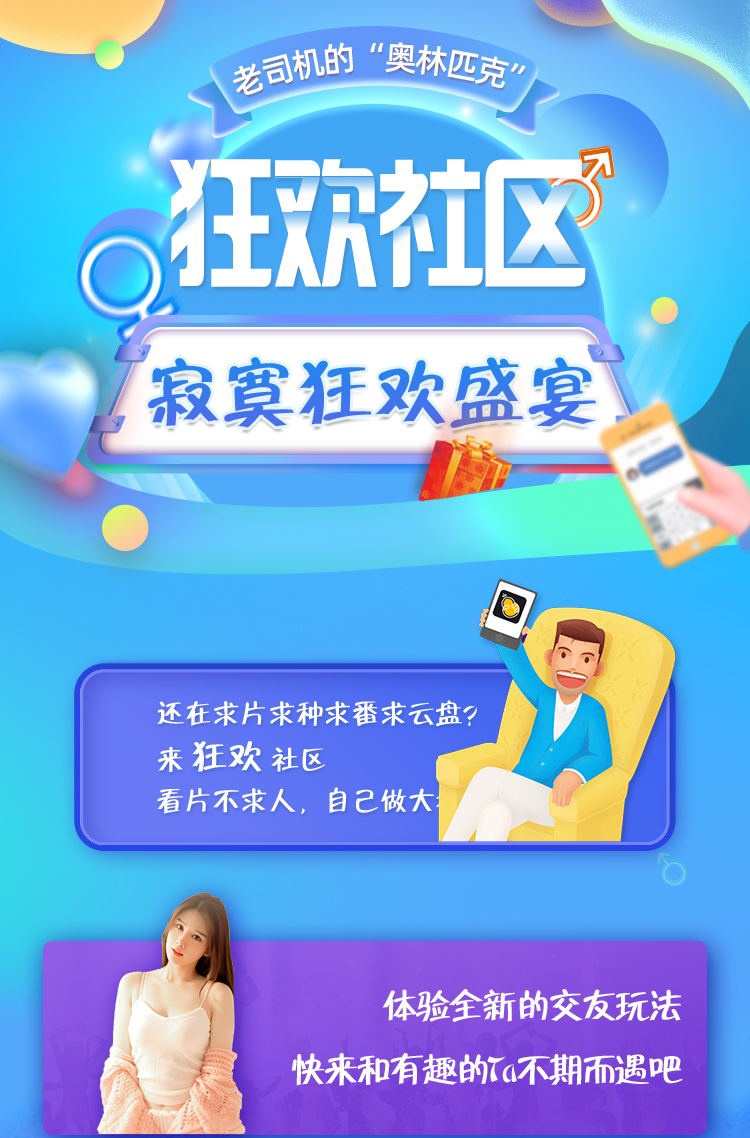 老司机的“奥林匹克”
狂欢社区
寂寞狂欢盛宴
还在求片求种求番求云盘?
来 狂欢 社区
看片不求人，自己做大
体验全新的交友玩法
快来和有趣的Ta不期而遇吧